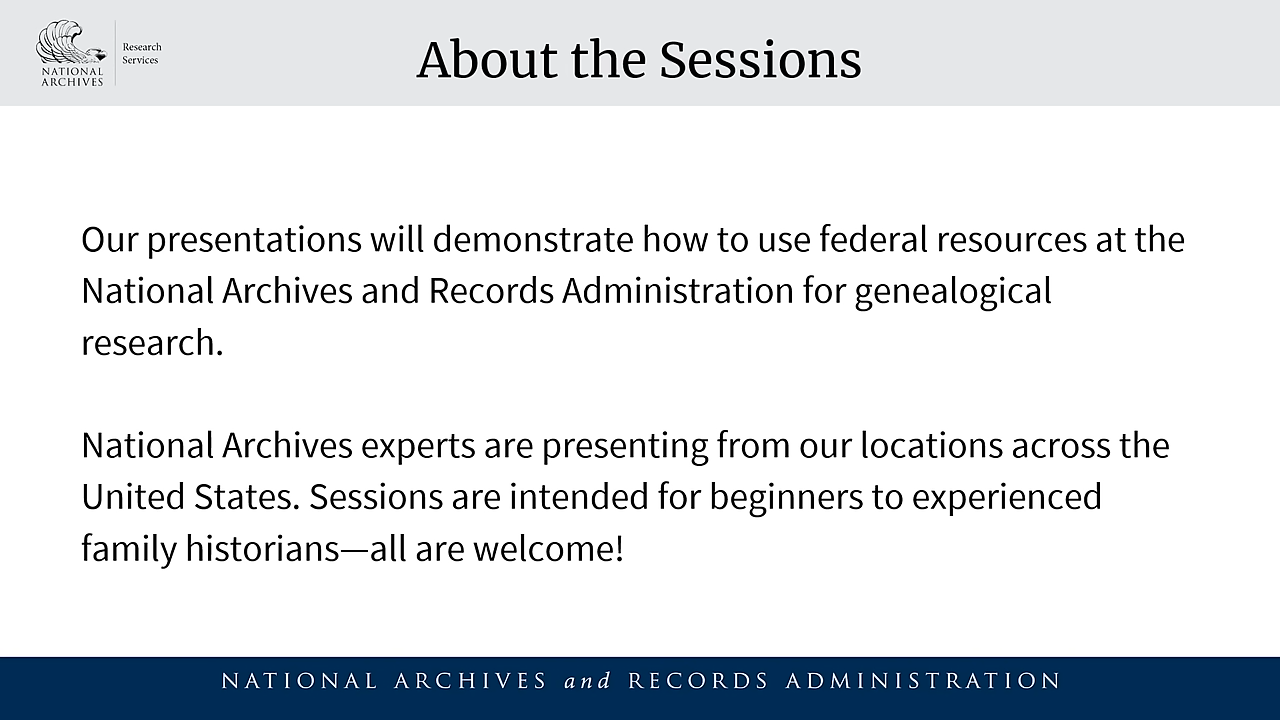 NATIONAL
ARCHIVES
Research
Services
About the Sessions
Our presentations will demonstrate how to use federal resources at the
National Archives and Records Administration for genealogical
research.
National Archives experts are presenting from our locations across the
United States. Sessions are intended for beginners to experienced
family historians—all are welcome!
NATIONAL ARCHIVES and RECORDS ADMINISTRATION